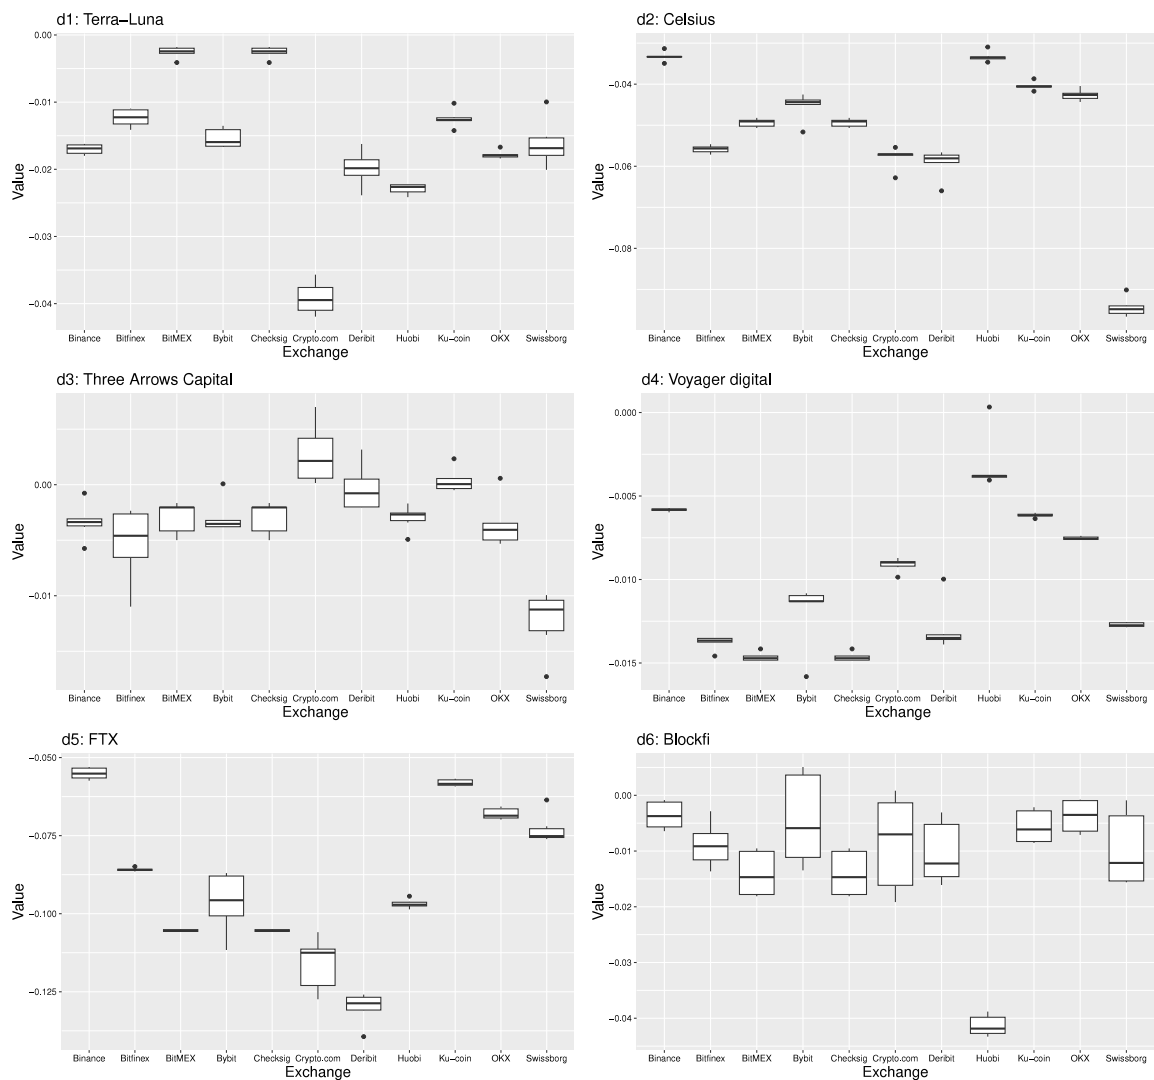 d1: Terra−Luna
0.00
−0.01
−0.02
−0.03
−0.04
Value
Binance Bitfinex BitMEX Bybit Checksig Crypto.com Deribit Huobi Ku−coin OKX Swissborg
Exchange
d2: Celsius
−0.04
−0.06
−0.08
Value
Binance Bitfinex BitMEX Bybit Checksig Crypto.com Deribit Huobi Ku−coin OKX Swissborg
Exchange
d3: Three Arrows Capital
0.00
−0.01
Value
Binance Bitfinex BitMEX Bybit Checksig Crypto.com Deribit Huobi Ku−coin OKX Swissborg
Exchange
d4: Voyager digital
0.000
−0.005
−0.010
−0.015
Value
Binance Bitfinex BitMEX Bybit Checksig Crypto.com Deribit Huobi Ku−coin OKX Swissborg
Exchange
d5: FTX
−0.050
−0.075
−0.100
−0.125
Value
Binance Bitfinex BitMEX Bybit Checksig Crypto.com Deribit Huobi Ku−coin OKX Swissborg
Exchange
d6: Blockfi
0.00
−0.01
−0.02
−0.03
−0.04
Value
Binance Bitfinex BitMEX Bybit Checksig Crypto.com Deribit Huobi Ku−coin OKX Swissborg
Exchange